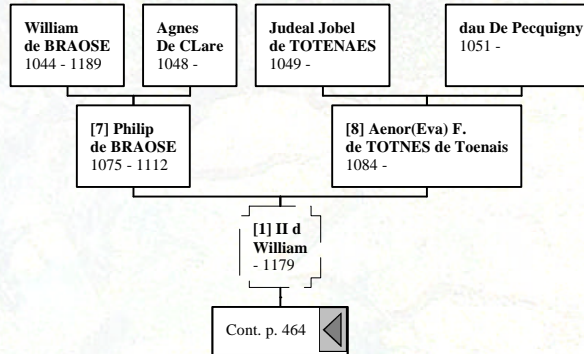 William
de BRAOSE
1044 - 1189
Agnes
De CLare
1048 -
Judeal Jobel
de TOTENAES
1049 -
dau De Pecquigny
1051 -
[7] Philip
de BRAOSE
1075 - 1112
[8] Aenor(Eva) F.
de TOTNES de Toenais
1084 -
[1] II d
William
- 1179
Cont. p. 464